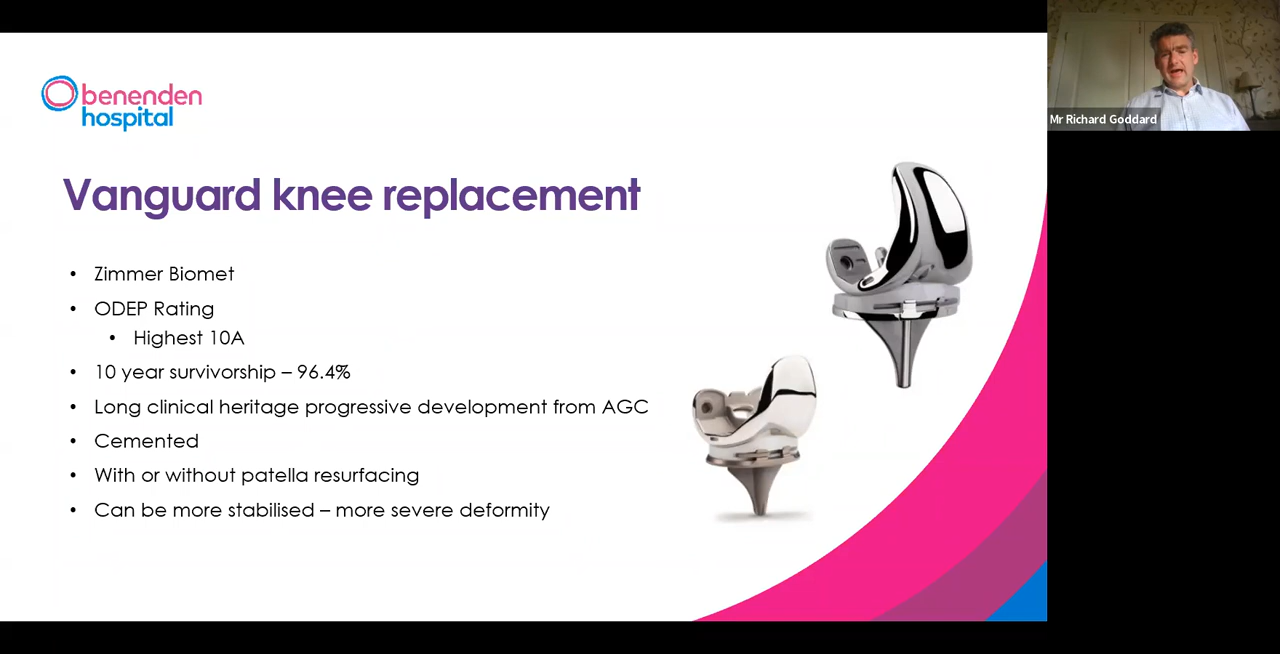 benenden
hospital
Mr Richard Goddard
Vanguard knee replacement
• Zimmer Biomet
• ODEP Rating
• Highest 10A
• 10 year survivorship – 96.4%
• Long clinical heritage progressive development from AGC
• Cemented
• With or without patella resurfacing
• Can be more stabilised – more severe deformity